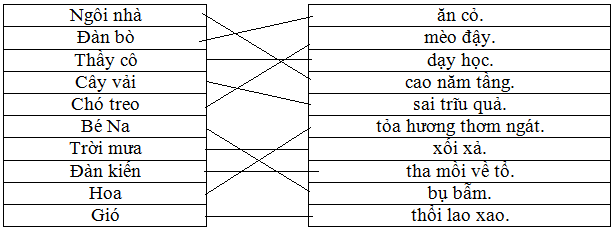 Ngôi nhà ăn cỏ.
Đàn bò mèo đậy.
Thầy cô dạy học.
Cây vải cao năm tầng.
Chó treo sai trĩu quả.
Bé Na tỏa hương thơm ngát.
Trời mưa xối xả.
Đàn kiến tha mồi về tổ.
Hoa bụ bẫm.
Gió thổi lao xao.